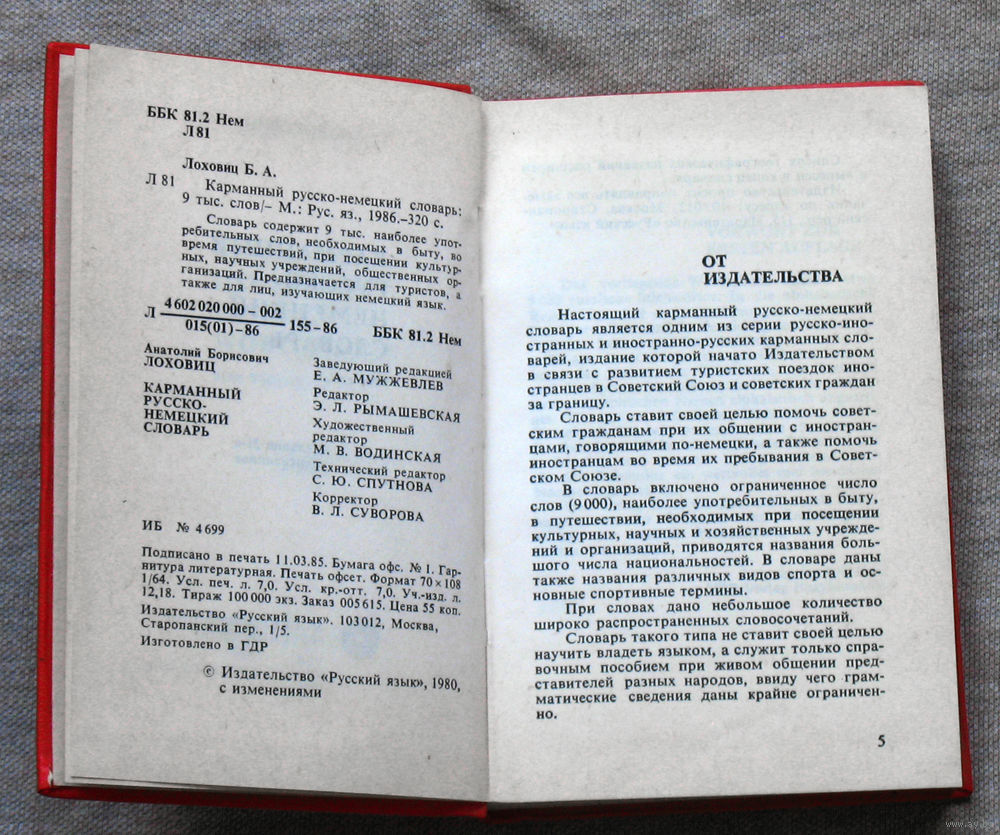 ББК 81.2 Нем
Л81
Лоховиц Б. А.
Л 81
Карманный русско-немецкий словарь:
9 тыс. слов/– М.: Рус. яз., 1986.–320 с.
Словарь содержит 9 тыс. наиболее упот-
ребительных слов, необходимых в быту, во
время путешествий, при посещении культур-
ных, научных учреждений, общественных ор-
ганизаций. Предназначается для туристов, а
также для лиц, изучающих немецкий язык.
Л 4602020000–002
015(01)–86
155–86
ББК 81.2 Нем
Анатолий Борисович
ЛОХОВИЦ
КАРМАННЫЙ
РУССКО-
НЕМЕЦКИЙ
СЛОВАРЬ
Заведующий редакцией
Е. А. МУЖЖЕВЛЕВ
Редактор
Э. Л. РЫМАШЕВСКАЯ
Художественный
редактор
М. В. ВОДИНСКАЯ
Технический редактор
С. Ю. СПУТНОВА
Корректор
В. Л. СУВОРОВА
ИБ № 4699
Подписано в печать 11.03.85. Бумага офс. № 1. Гар-
нитура литературная. Печать офсет. Формат 70×108
1/64. Усл. печ. л. 7,0. Усл. кр.-отт. 7,0. Уч.-изд. л.
12,18. Тираж 100 000 экз. Заказ 005615. Цена 55 коп.
Издательство «Русский язык». 103012, Москва,
Старопанский пер., 1/5.
Изготовлено в ГДР
© Издательство «Русский язык», 1980,
с изменениями
ОТ
ИЗДАТЕЛЬСТВА
Настоящий карманный русско-немецкий
словарь является одним из серии русско-ино-
странных и иностранно-русских карманных сло-
варей, издание которой начато Издательством
в связи с развитием туристских поездок ино-
странцев в Советский Союз и советских граждан
за границу.
Словарь ставит своей целью помочь совет-
ским гражданам при их общении с иностран-
цами, говорящими по-немецки, а также помочь
иностранцам во время их пребывания в Совет-
ском Союзе.
В словарь включено ограниченное число
слов (9000), наиболее употребительных в быту,
в путешествии, необходимых при посещении
культурных, научных и хозяйственных учрежде-
ний и организаций, приводятся названия боль-
шого числа национальностей. В словаре даны
также названия различных видов спорта и ос-
новные спортивные термины.
При словах дано небольшое количество
широко распространенных словосочетаний.
Словарь такого типа не ставит своей целью
научить владеть языком, а служит только спра-
вочным пособием при живом общении пред-
ставителей разных народов, ввиду чего грам-
матические сведения даны крайне ограничен-
но.
5